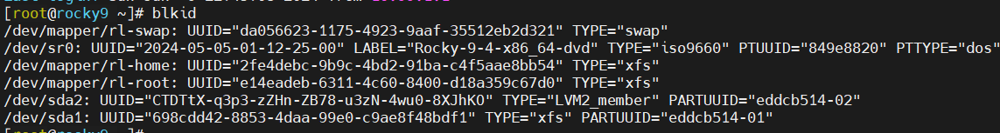 [root@rocky9 ~]# blkid
/dev/mapper/rl-swap: UUID="da056623-1175-4923-9aaf-35512eb2d321" TYPE="swap"
/dev/sr0: UUID="2024-05-05-01-12-25-00" LABEL="Rocky-9-4-x86_64-dvd" TYPE="iso9660" PTUUID="849e8820" PTTYPE="dos"
/dev/mapper/rl-home: UUID="2fe4debc-9b9c-4bd2-91ba-c4f5aae8bb54" TYPE="xfs"
/dev/mapper/rl-root: UUID="e14eadeb-6311-4c60-8400-d18a359c67d0" TYPE="xfs"
/dev/sda2: UUID="CTDTtX-q3p3-zZHn-ZB78-u3zN-4wu0-8XJhKO" TYPE="LVM2_member" PARTUUID="eddcb514-02"
/dev/sda1: UUID="698cdd42-8853-4daa-99e0-c9ae8f48bdf1" TYPE="xfs" PARTUUID="eddcb514-01"